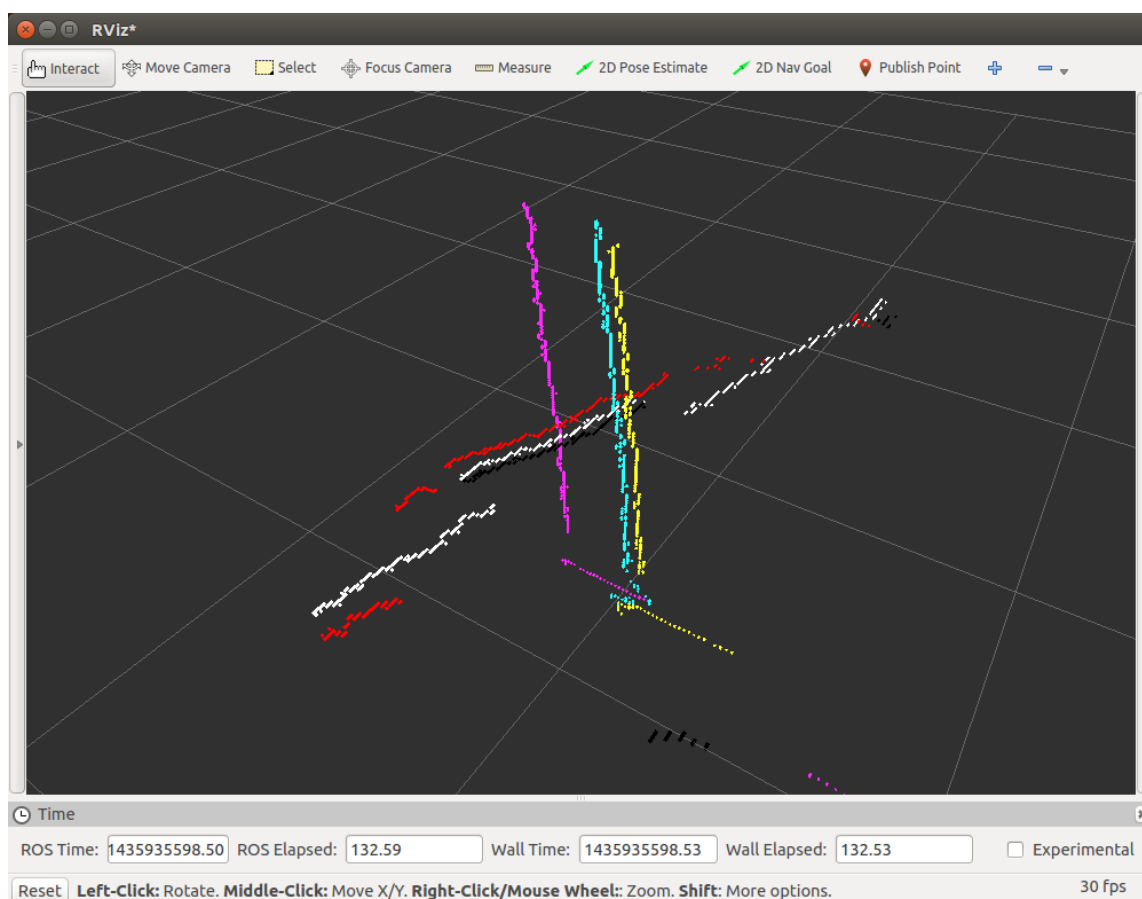 RViz*
Interact Move Camera Select Focus Camera Measure 2D Pose Estimate 2D Nav Goal Publish Point
Time
ROS Time: 1435935598.50 ROS Elapsed: 132.59 Wall Time: 1435935598.53 Wall Elapsed: 132.53 Experimental
Reset Left-Click: Rotate. Middle-Click: Move X/Y. Right-Click/Mouse Wheel:: Zoom. Shift: More options. 30 fps